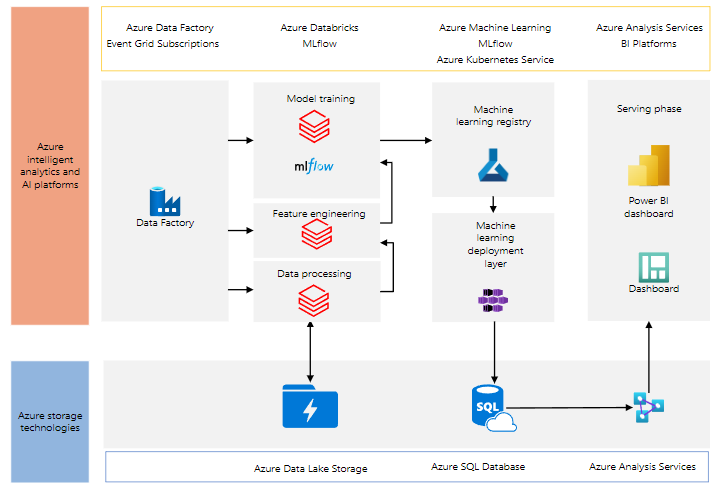 Azure Data Factory
Event Grid Subscriptions
Azure Databricks
MLflow
Azure Machine Learning
MLflow
Azure Kubernetes Service
Azure Analysis Services
BI Platforms
Azure
intelligent
analytics and
AI platforms
Data Factory
Model training
mlflow
Feature engineering
Data processing
Machine
learning registry
Machine
learning
deployment
layer
Serving phase
Power BI
dashboard
Dashboard
Azure storage
technologies
SQL
Azure Data Lake Storage
Azure SQL Database
Azure Analysis Services